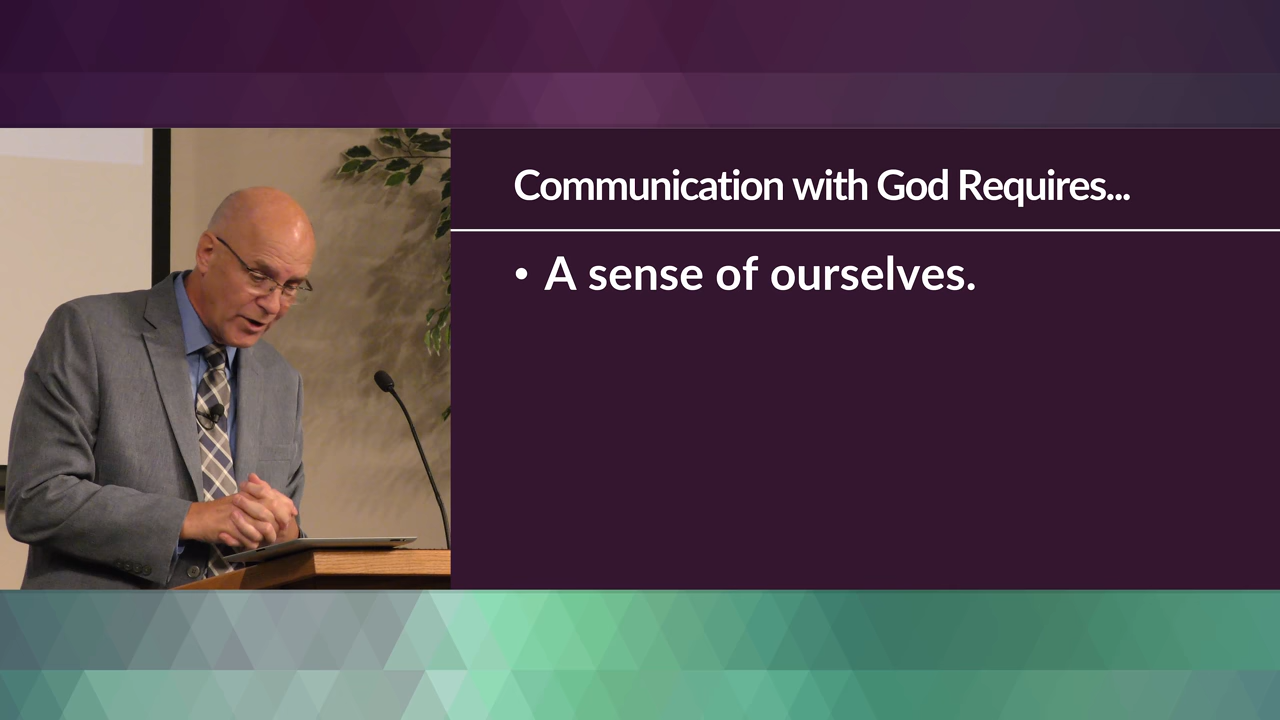 Communication with God Requires...
• A sense of ourselves.